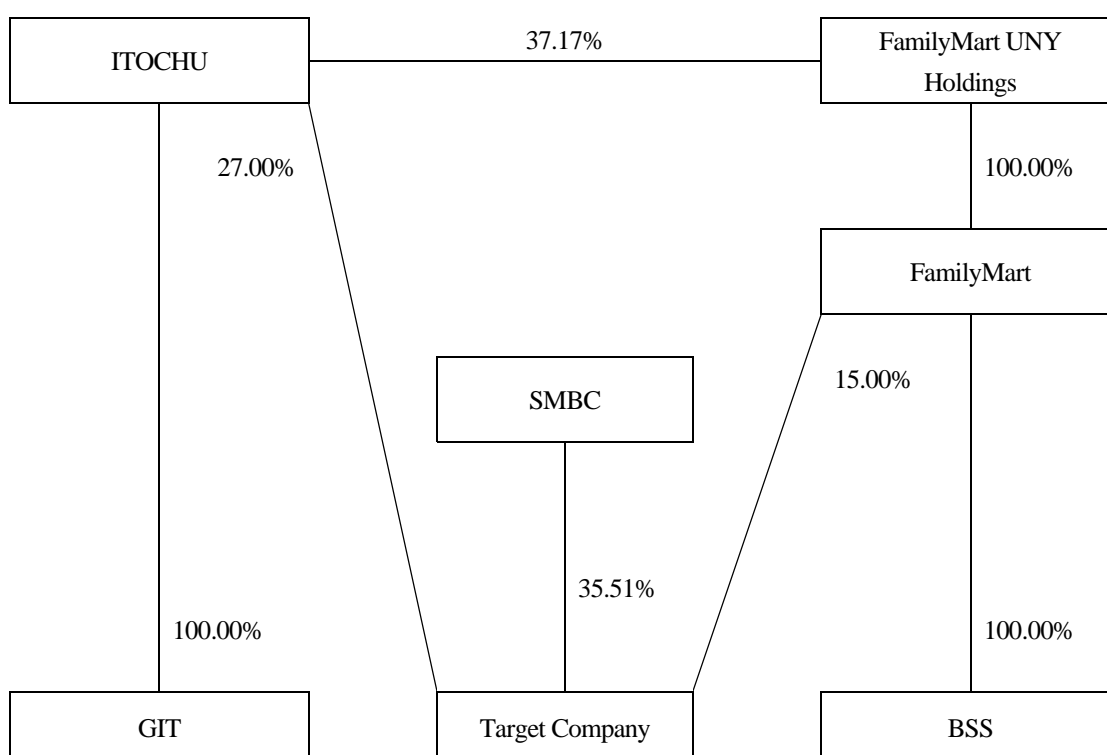 37.17%
ITOCHU
FamilyMart UNY
Holdings
27.00%
100.00%
FamilyMart
15.00%
SMBC
35.51%
100.00%
100.00%
GIT
Target Company
BSS